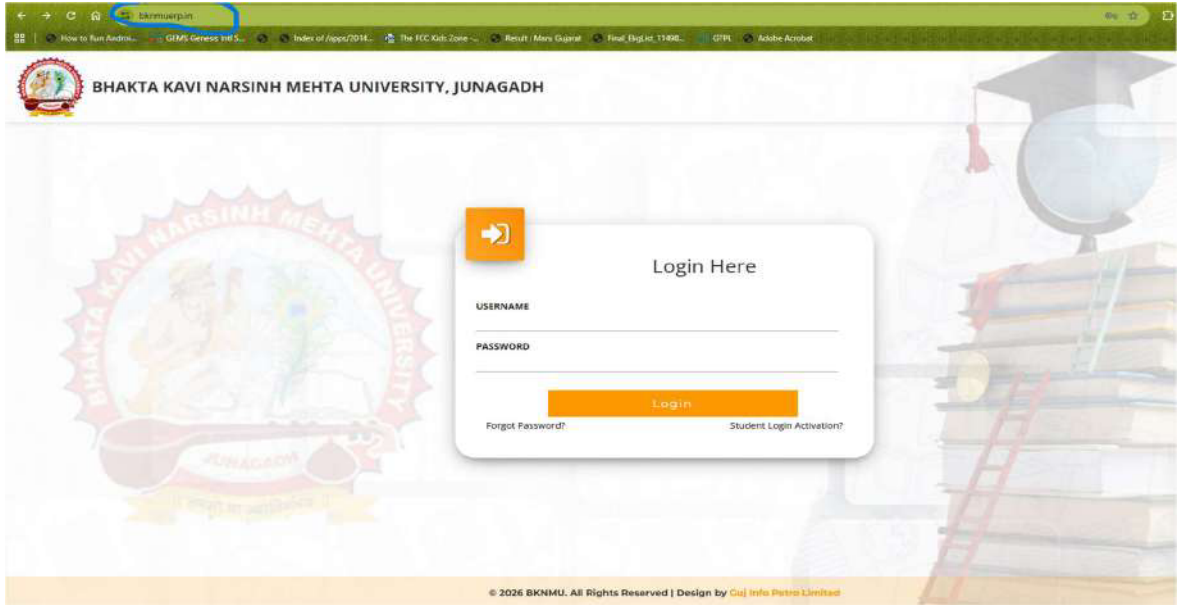 bknmuerp.in
How to Run Androi... GEMS Genesis Intl S... Index of /apps/2014... The FCC Kids Zone -... Result : Maru Gujarat Final_EligList_11498... GTPL Adobe Acrobat
BHAKTA KAVI NARSINH MEHTA UNIVERSITY, JUNAGADH
BHAKTA KAVI NARSINH MEHTA UNIVERSITY
JUNAGADH
Login Here
USERNAME
PASSWORD
Login
Forgot Password? Student Login Activation?
© 2026 BKNMU. All Rights Reserved | Design by Guj Info Petro Limited